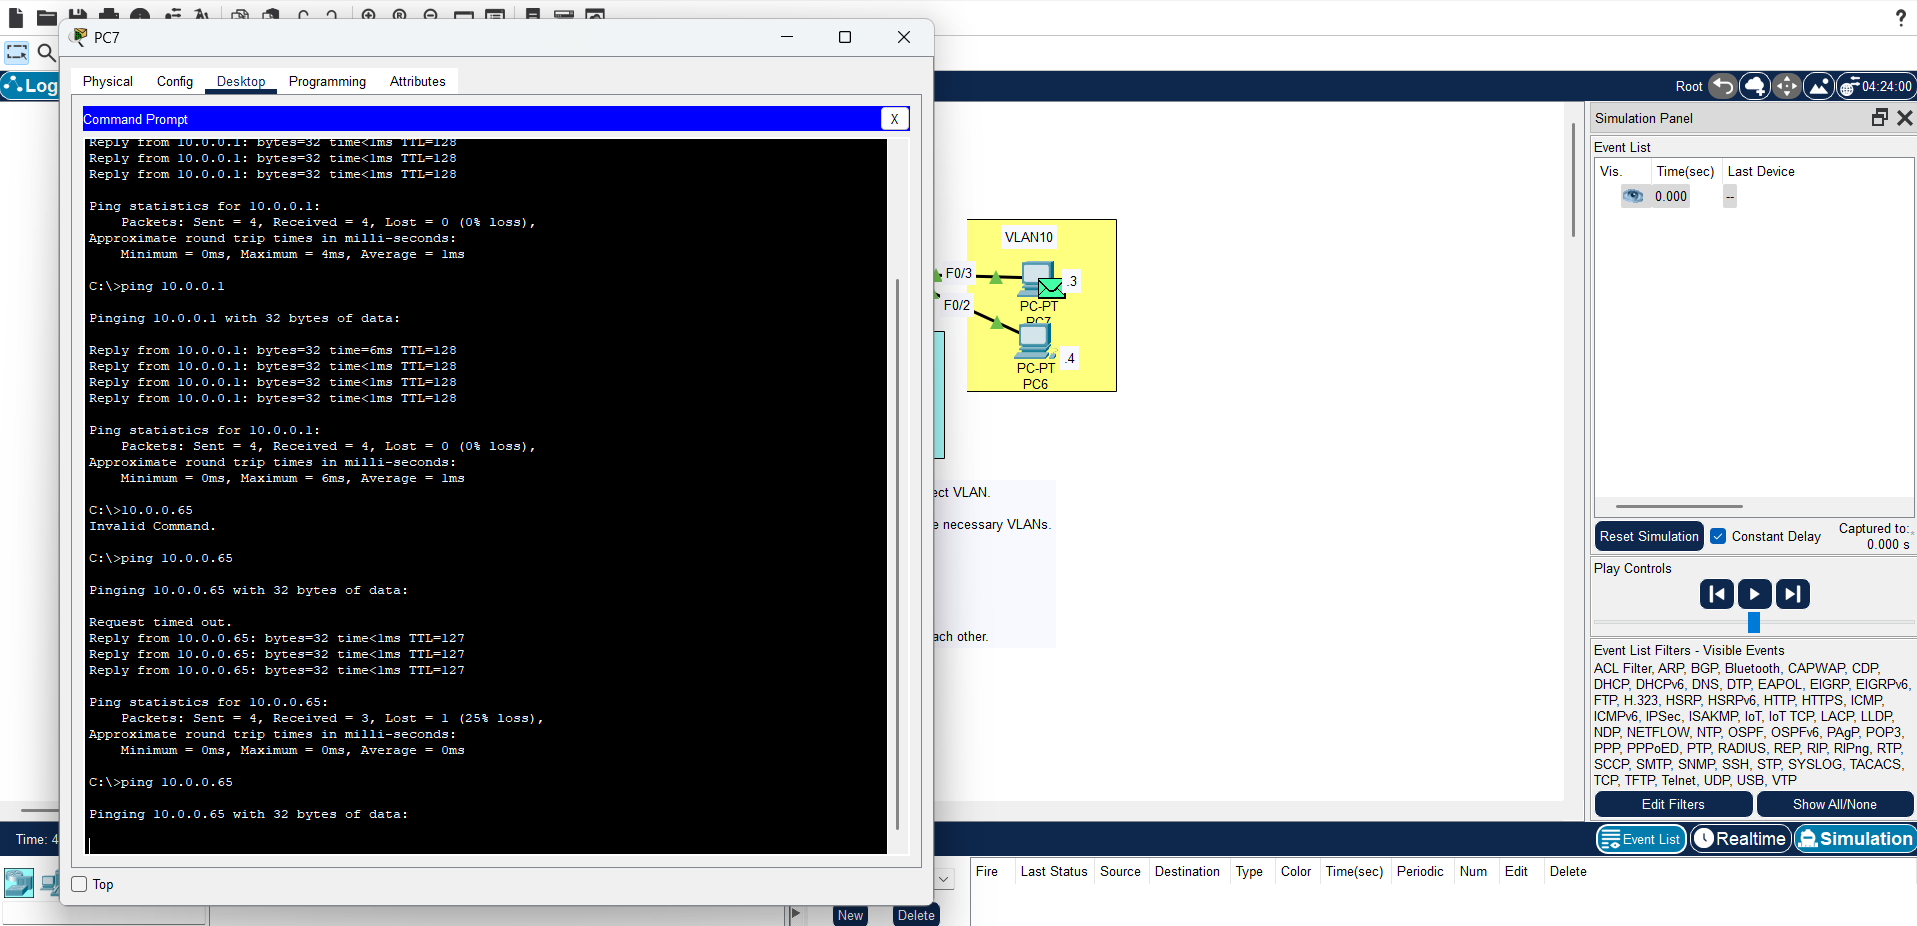 ?
PC7
Physical Config Desktop Programming Attributes
Log
Root
04:24:00
Command Prompt
X
Reply from 10.0.0.1: bytes=32 time<1ms TTL=128
Reply from 10.0.0.1: bytes=32 time<1ms TTL=128
Reply from 10.0.0.1: bytes=32 time<1ms TTL=128
Ping statistics for 10.0.0.1:
Packets: Sent = 4, Received = 4, Lost = 0 (0% loss),
Approximate round trip times in milli-seconds:
Minimum = 0ms, Maximum = 4ms, Average = 1ms
C:\>ping 10.0.0.1
Pinging 10.0.0.1 with 32 bytes of data:
Reply from 10.0.0.1: bytes=32 time=6ms TTL=128
Reply from 10.0.0.1: bytes=32 time<1ms TTL=128
Reply from 10.0.0.1: bytes=32 time<1ms TTL=128
Reply from 10.0.0.1: bytes=32 time<1ms TTL=128
Ping statistics for 10.0.0.1:
Packets: Sent = 4, Received = 4, Lost = 0 (0% loss),
Approximate round trip times in milli-seconds:
Minimum = 0ms, Maximum = 6ms, Average = 1ms
C:\>10.0.0.65
Invalid Command.
C:\>ping 10.0.0.65
Pinging 10.0.0.65 with 32 bytes of data:
Request timed out.
Reply from 10.0.0.65: bytes=32 time<1ms TTL=127
Reply from 10.0.0.65: bytes=32 time<1ms TTL=127
Reply from 10.0.0.65: bytes=32 time<1ms TTL=127
Ping statistics for 10.0.0.65:
Packets: Sent = 4, Received = 3, Lost = 1 (25% loss),
Approximate round trip times in milli-seconds:
Minimum = 0ms, Maximum = 0ms, Average = 0ms
C:\>ping 10.0.0.65
Pinging 10.0.0.65 with 32 bytes of data:
Top
VLAN10
F0/3
.3
PC-PT
PC7
F0/2
.4
PC-PT
PC6
ect VLAN.
e necessary VLANs.
ach other.
Simulation Panel
Event List
Vis. Time(sec) Last Device
0.000 --
Reset Simulation
Constant Delay
Captured to:
0.000 s
Play Controls
Event List Filters - Visible Events
ACL Filter, ARP, BGP, Bluetooth, CAPWAP, CDP,
DHCP, DHCPv6, DNS, DTP, EAPOL, EIGRP, EIGRPv6,
FTP, H.323, HSRP, HSRPv6, HTTP, HTTPS, ICMP,
ICMPv6, IPSec, ISAKMP, IoT, IoT TCP, LACP, LLDP,
NDP, NETFLOW, NTP, OSPF, OSPFv6, PAgP, POP3,
PPP, PPPoED, PTP, RADIUS, REP, RIP, RIPng, RTP,
SCCP, SMTP, SNMP, SSH, STP, SYSLOG, TACACS,
TCP, TFTP, Telnet, UDP, USB, VTP
Edit Filters
Show All/None
Time: 4
Event List
Realtime
Simulation
Fire Last Status Source Destination Type Color Time(sec) Periodic Num Edit Delete
New
Delete